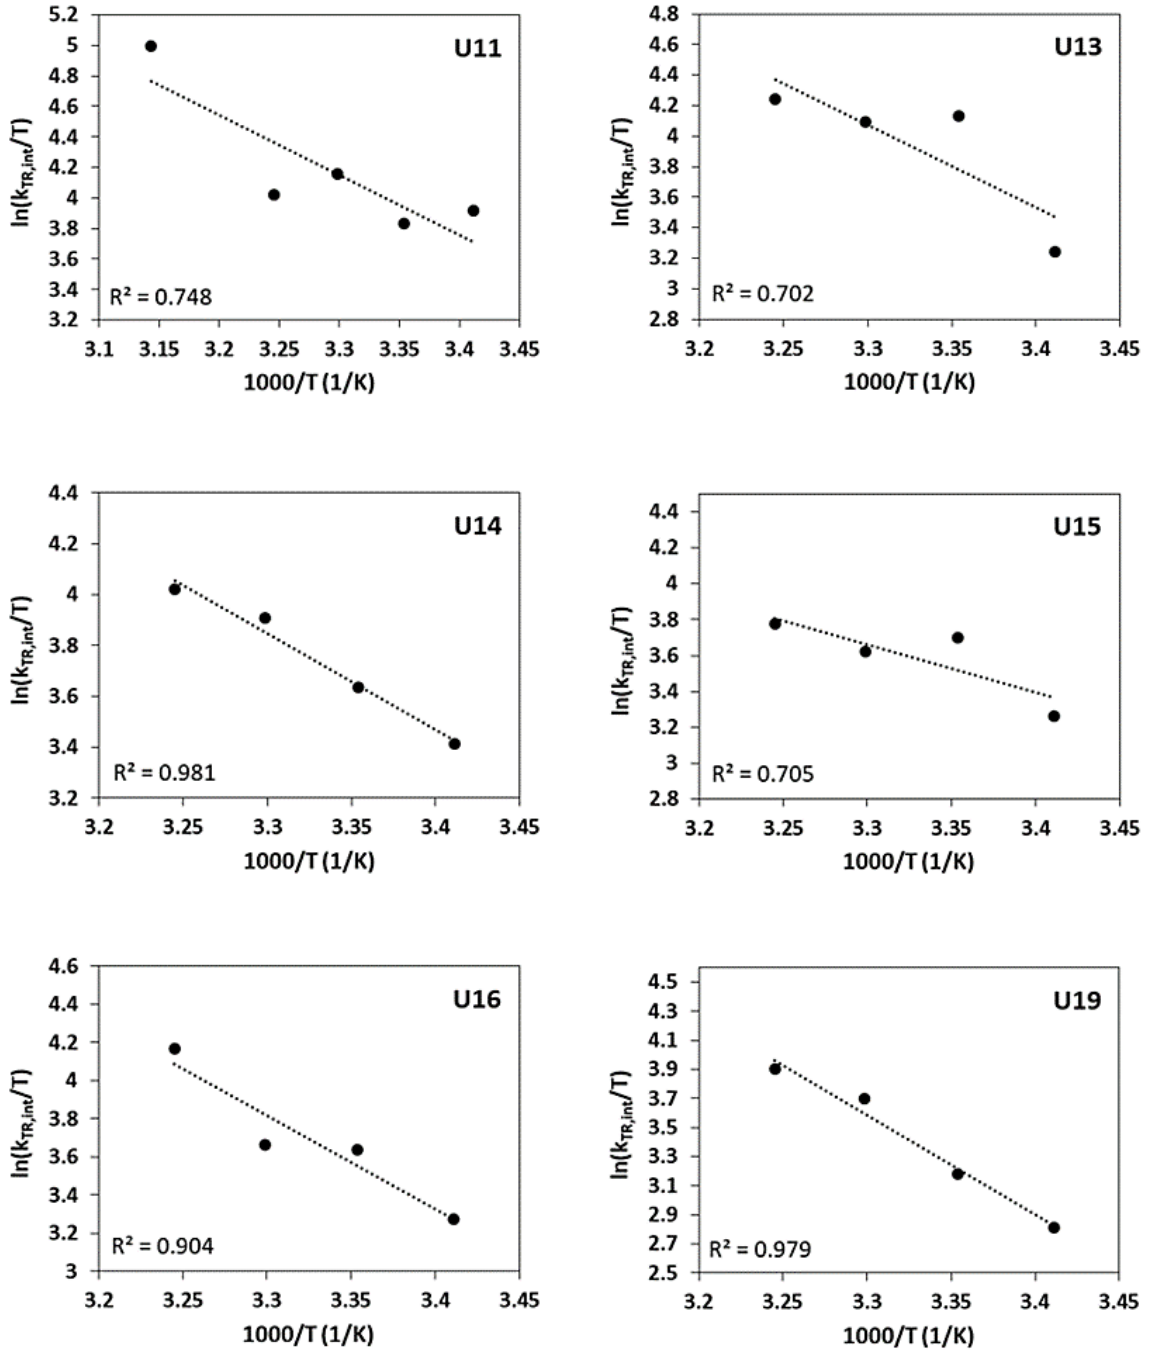 U11
5.2
5
4.8
4.6
4.4
4.2
4
3.8
3.6
3.4
3.2
ln(kTR,int/T)
R² = 0.748
3.1 3.15 3.2 3.25 3.3 3.35 3.4 3.45
1000/T (1/K)
U13
4.8
4.6
4.4
4.2
4
3.8
3.6
3.4
3.2
3
2.8
ln(kTR,int/T)
R² = 0.702
3.2 3.25 3.3 3.35 3.4 3.45
1000/T (1/K)
U14
4.4
4.2
4
3.8
3.6
3.4
3.2
ln(kTR,int/T)
R² = 0.981
3.2 3.25 3.3 3.35 3.4 3.45
1000/T (1/K)
U15
4.4
4.2
4
3.8
3.6
3.4
3.2
3
2.8
ln(kTR,int/T)
R² = 0.705
3.2 3.25 3.3 3.35 3.4 3.45
1000/T (1/K)
U16
4.6
4.4
4.2
4
3.8
3.6
3.4
3.2
3
ln(kTR,int/T)
R² = 0.904
3.2 3.25 3.3 3.35 3.4 3.45
1000/T (1/K)
U19
4.5
4.3
4.1
3.9
3.7
3.5
3.3
3.1
2.9
2.7
2.5
ln(kTR,int/T)
R² = 0.979
3.2 3.25 3.3 3.35 3.4 3.45
1000/T (1/K)